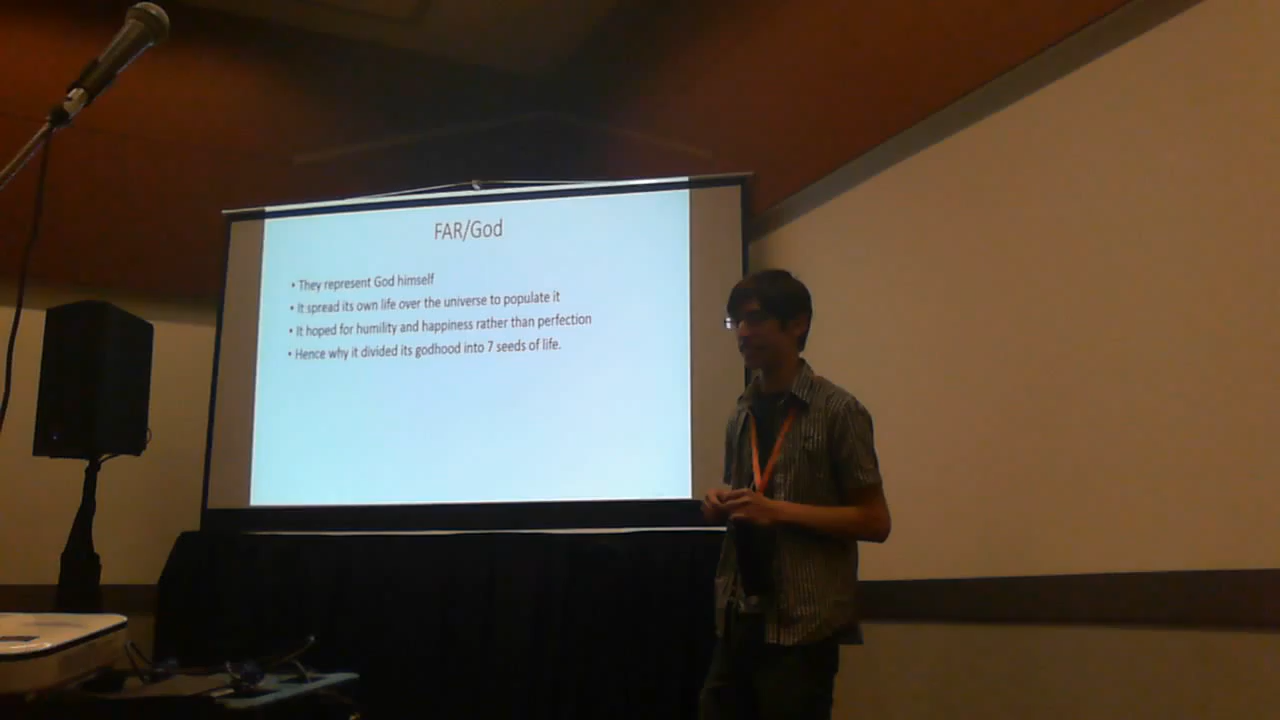 FAR/God
• They represent God himself
• It spread its own life over the universe to populate it
• It hoped for humility and happiness rather than perfection
• Hence why it divided its godhood into 7 seeds of life.